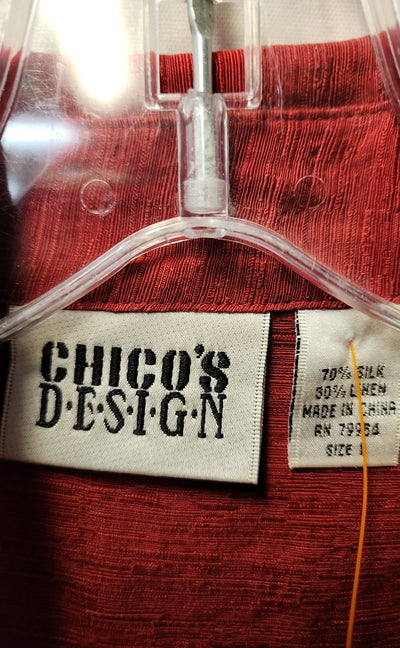 CHICO'S
D·E·S·I·G·N
70% SILK
30% LINEN
MADE IN CHINA
RN 79984
SIZE 1